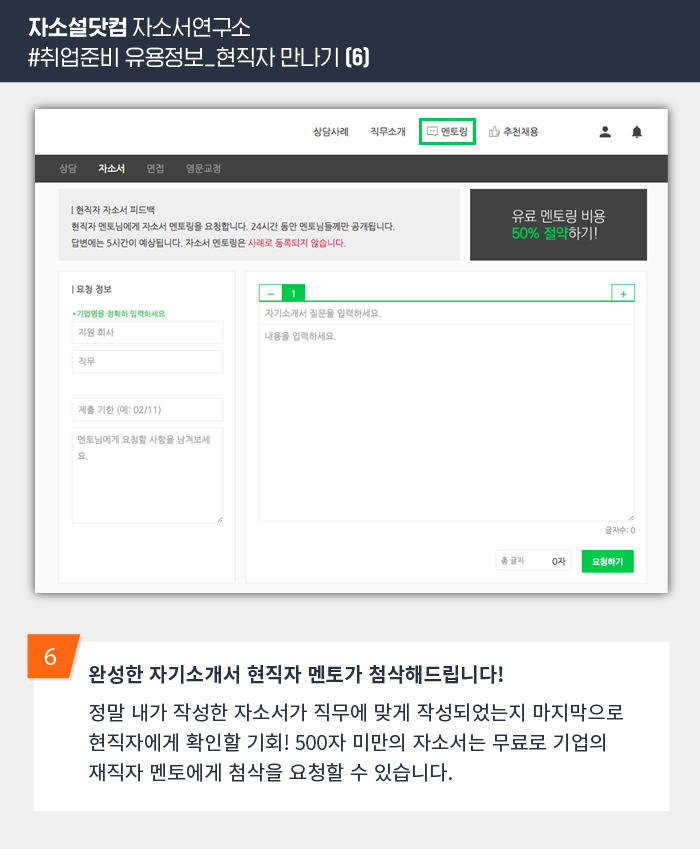 자소설닷컴 자소서연구소
#취업준비 유용정보_현직자 만나기 (6)
상담사례 직무소개 멘토링 추천채용
상담 자소서 면접 영문교정
| 현직자 자소서 피드백
현직자 멘토님에게 자소서 멘토링을 요청합니다. 24시간 동안 멘토님들께만 공개됩니다.
답변에는 5시간이 예상됩니다. 자소서 멘토링은 사례로 등록되지 않습니다.
유료 멘토링 비용
50% 절약하기!
| 요청 정보
*기업명을 정확히 입력하세요
지원 회사
직무
제출 기한 (예: 02/11)
멘토님에게 요청할 사항을 남겨보세
요.
− 1 +
자기소개서 질문을 입력하세요.
내용을 입력하세요.
글자수: 0
총 글자 0자 요청하기
6
완성한 자기소개서 현직자 멘토가 첨삭해드립니다!
정말 내가 작성한 자소서가 직무에 맞게 작성되었는지 마지막으로
현직자에게 확인할 기회! 500자 미만의 자소서는 무료로 기업의
재직자 멘토에게 첨삭을 요청할 수 있습니다.